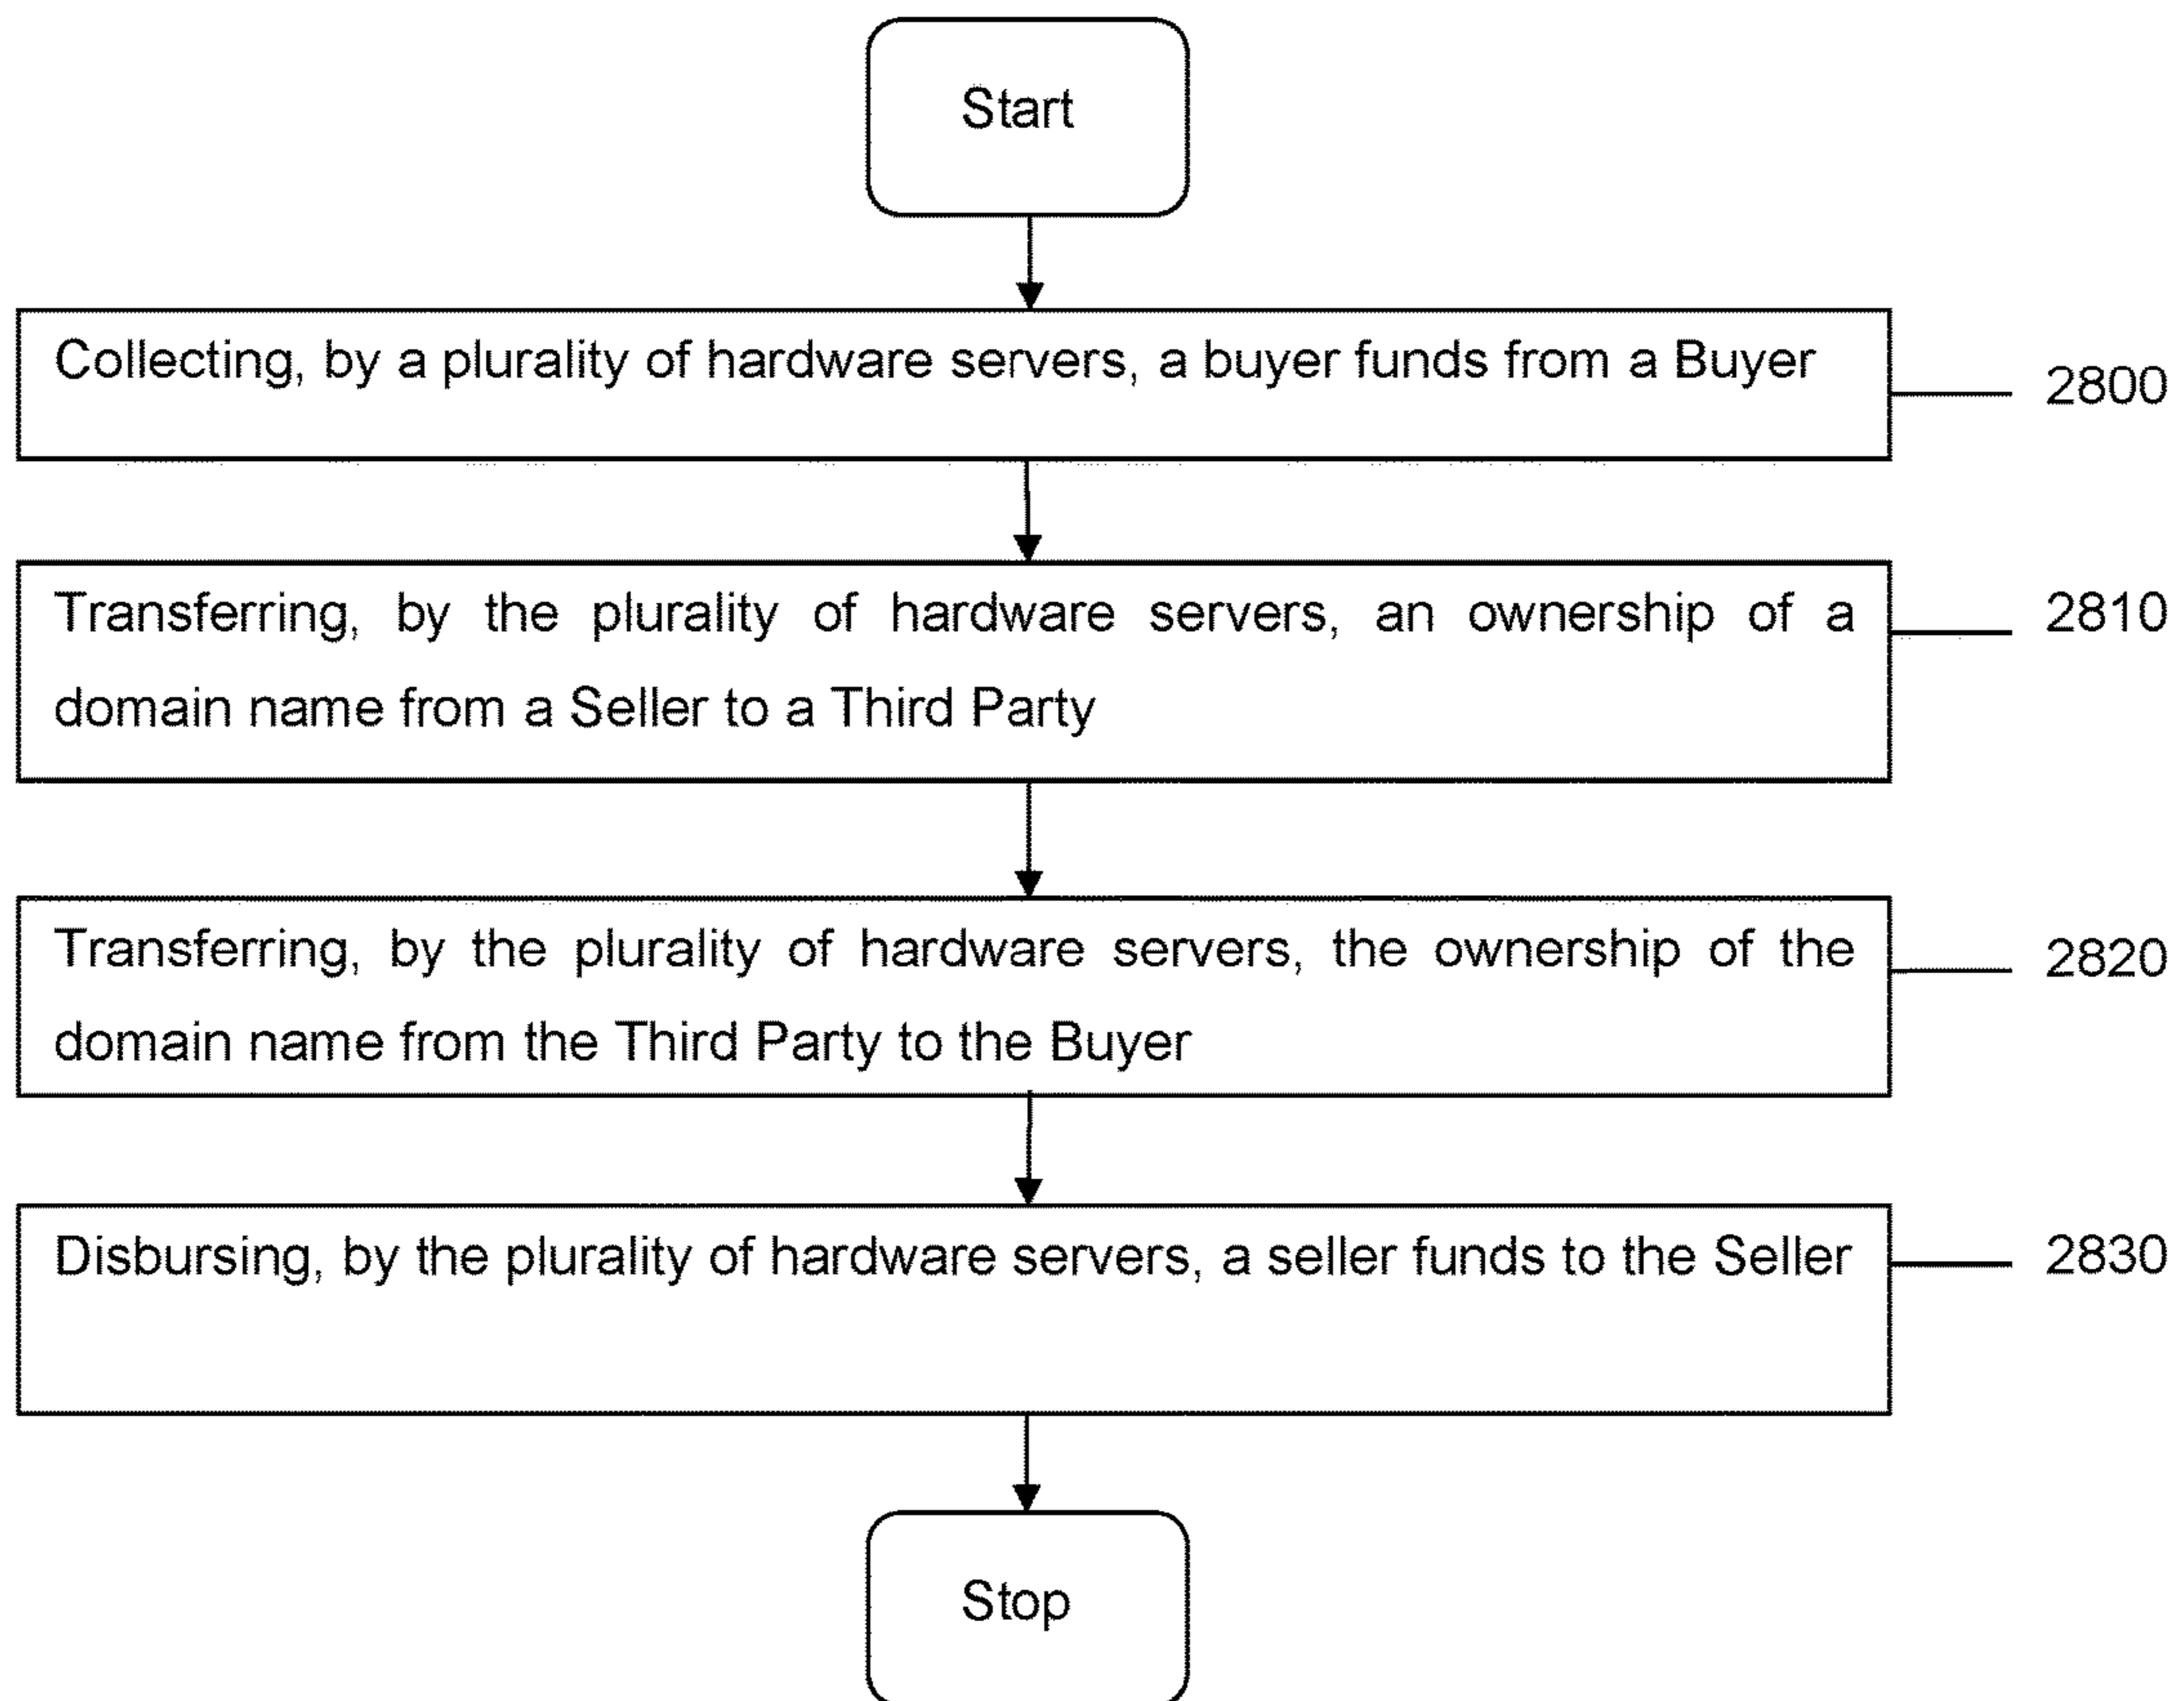 Start
Collecting, by a plurality of hardware servers, a buyer funds from a Buyer
2800
Transferring, by the plurality of hardware servers, an ownership of a
2810
domain name from a Seller to a Third Party
Transferring, by the plurality of hardware servers, the ownership of the
2820
domain name from the Third Party to the Buyer
Disbursing, by the plurality of hardware servers, a seller funds to the Seller
2830
Stop